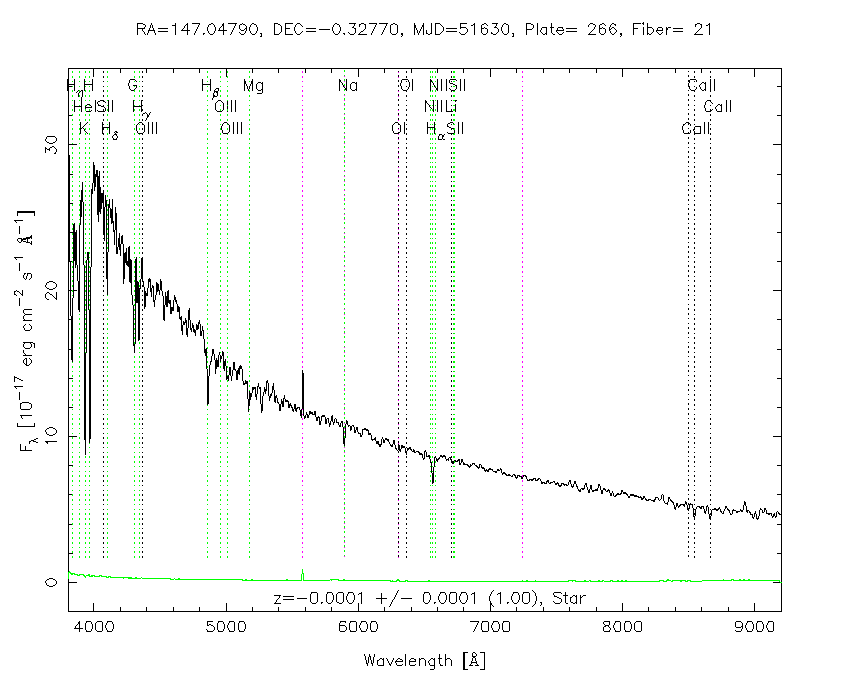 RA=147.04790, DEC=−0.32770, MJD=51630, Plate= 266, Fiber= 21
Hη H G Hβ Mg Na OI NII SII CaII
HeI SII Hγ OIII NII Li CaII
K Hδ OIII OIII OI Hα SII CaII
30
20
10
0
Fλ [10⁻¹⁷ erg cm⁻² s⁻¹ Å⁻¹]
z=−0.0001 +/− 0.0001 (1.00), Star
4000 5000 6000 7000 8000 9000
Wavelength [Å]